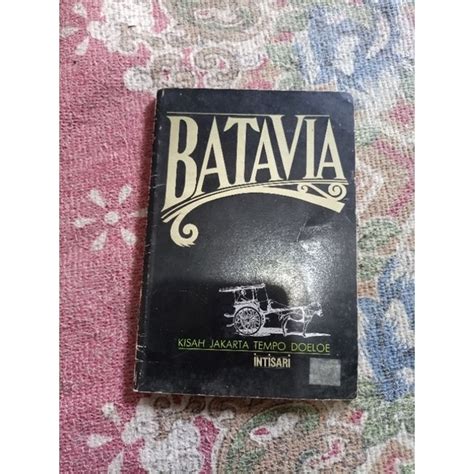 BATAVIA
KISAH JAKARTA TEMPO DOELOE
iNTiSARi